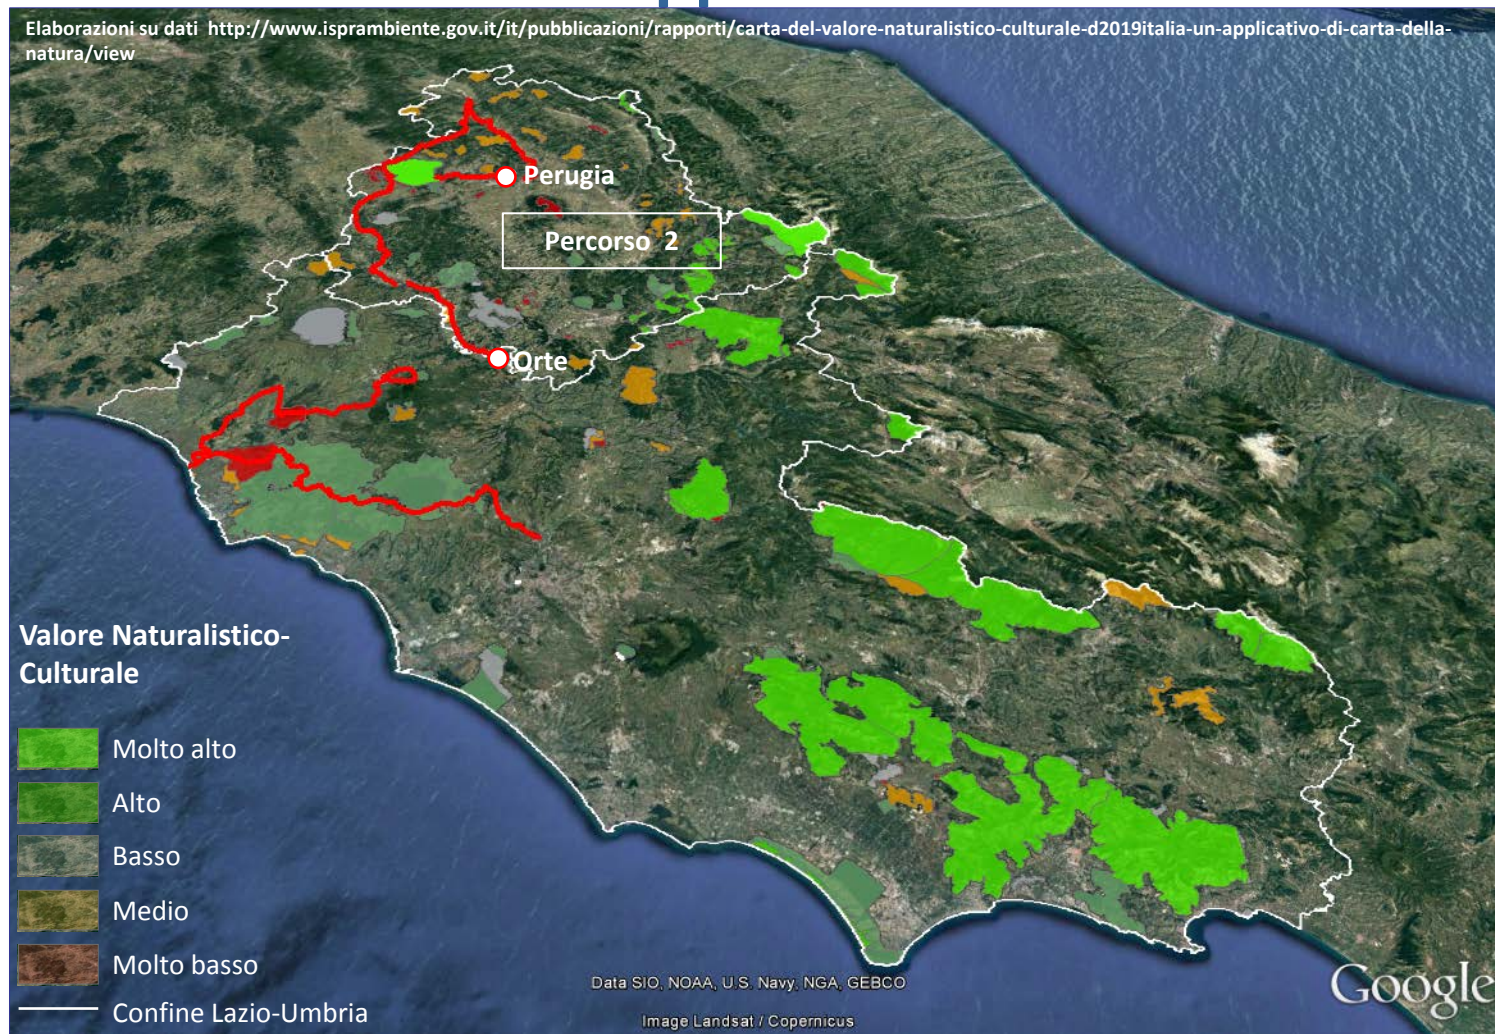 Elaborazioni su dati http://www.isprambiente.gov.it/it/pubblicazioni/rapporti/carta-del-valore-naturalistico-culturale-d2019italia-un-applicativo-di-carta-della-
natura/view
Perugia
Percorso 2
Orte
Valore Naturalistico-
Culturale
Molto alto
Alto
Basso
Medio
Molto basso
Confine Lazio-Umbria
Data SIO, NOAA, U.S. Navy, NGA, GEBCO
Image Landsat / Copernicus
Google